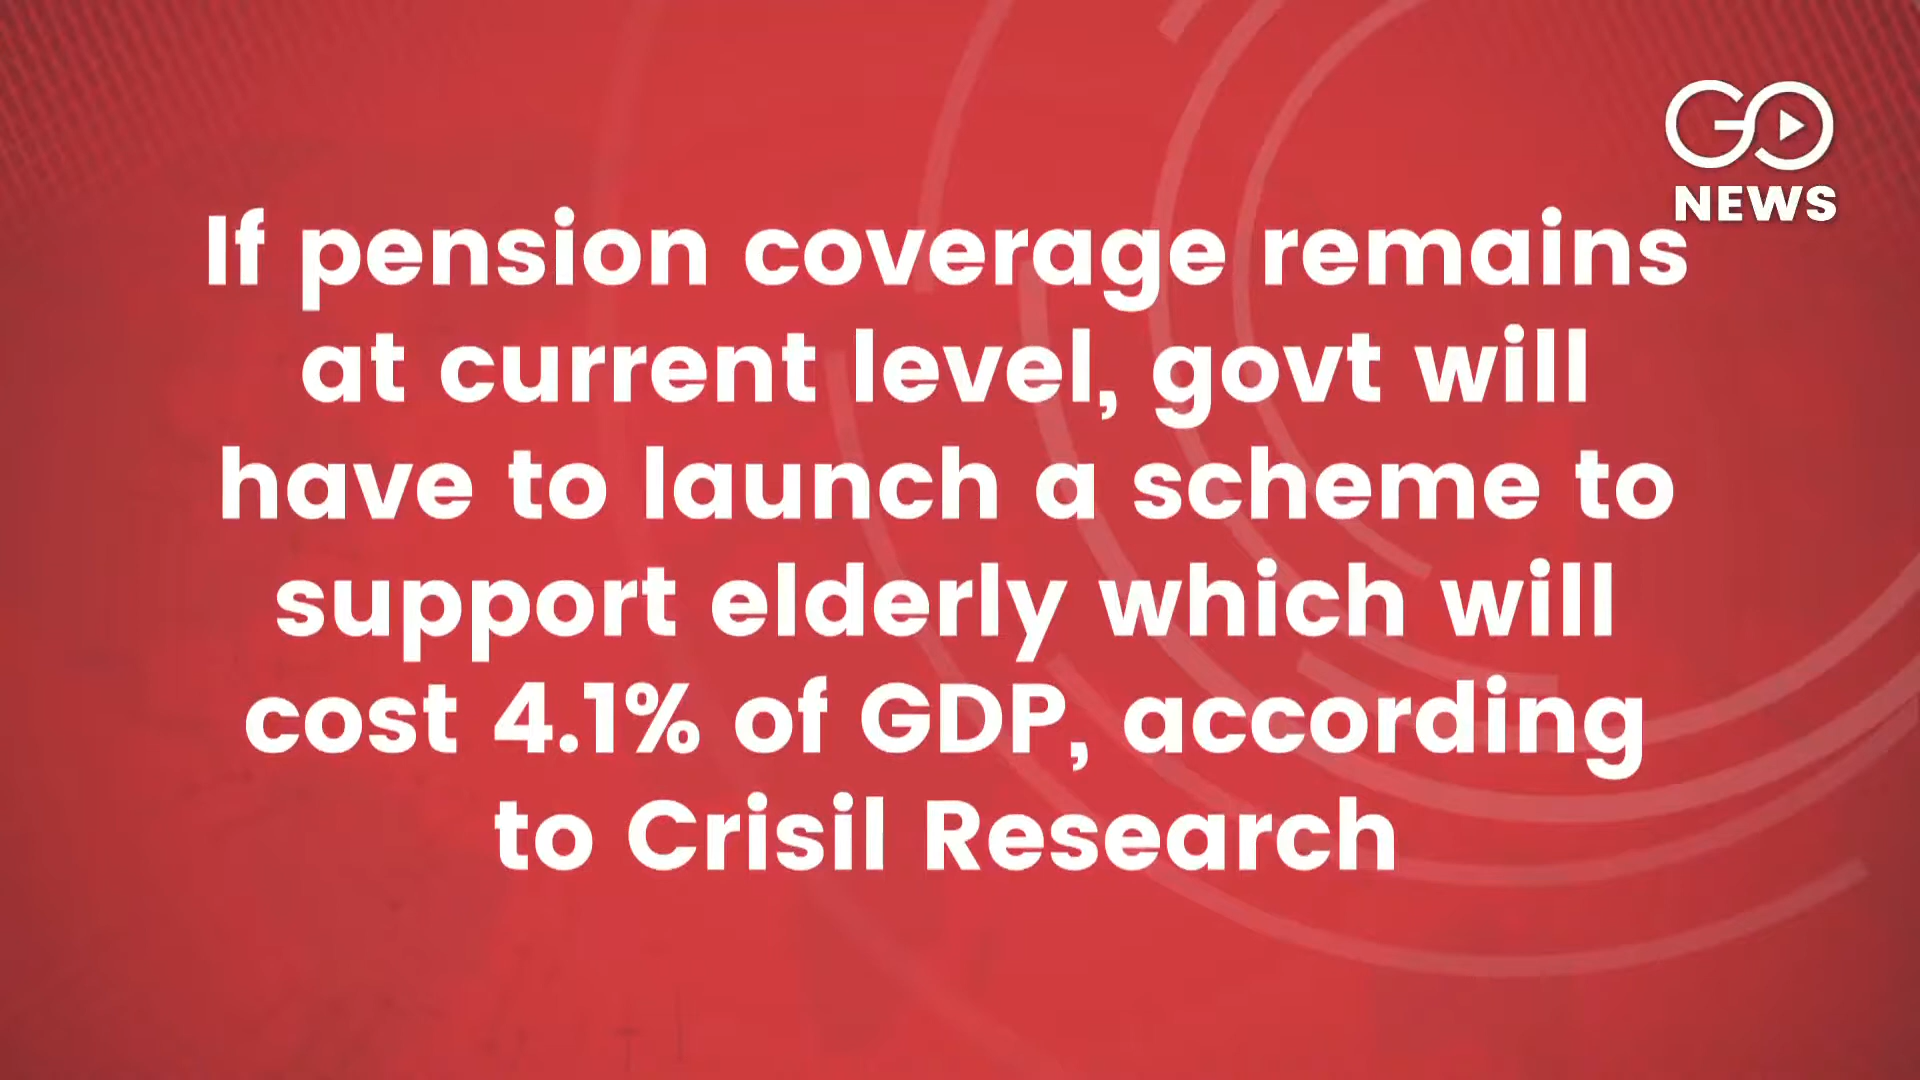 GO
NEWS
If pension coverage remains
at current level, govt will
have to launch a scheme to
support elderly which will
cost 4.1% of GDP, according
to Crisil Research